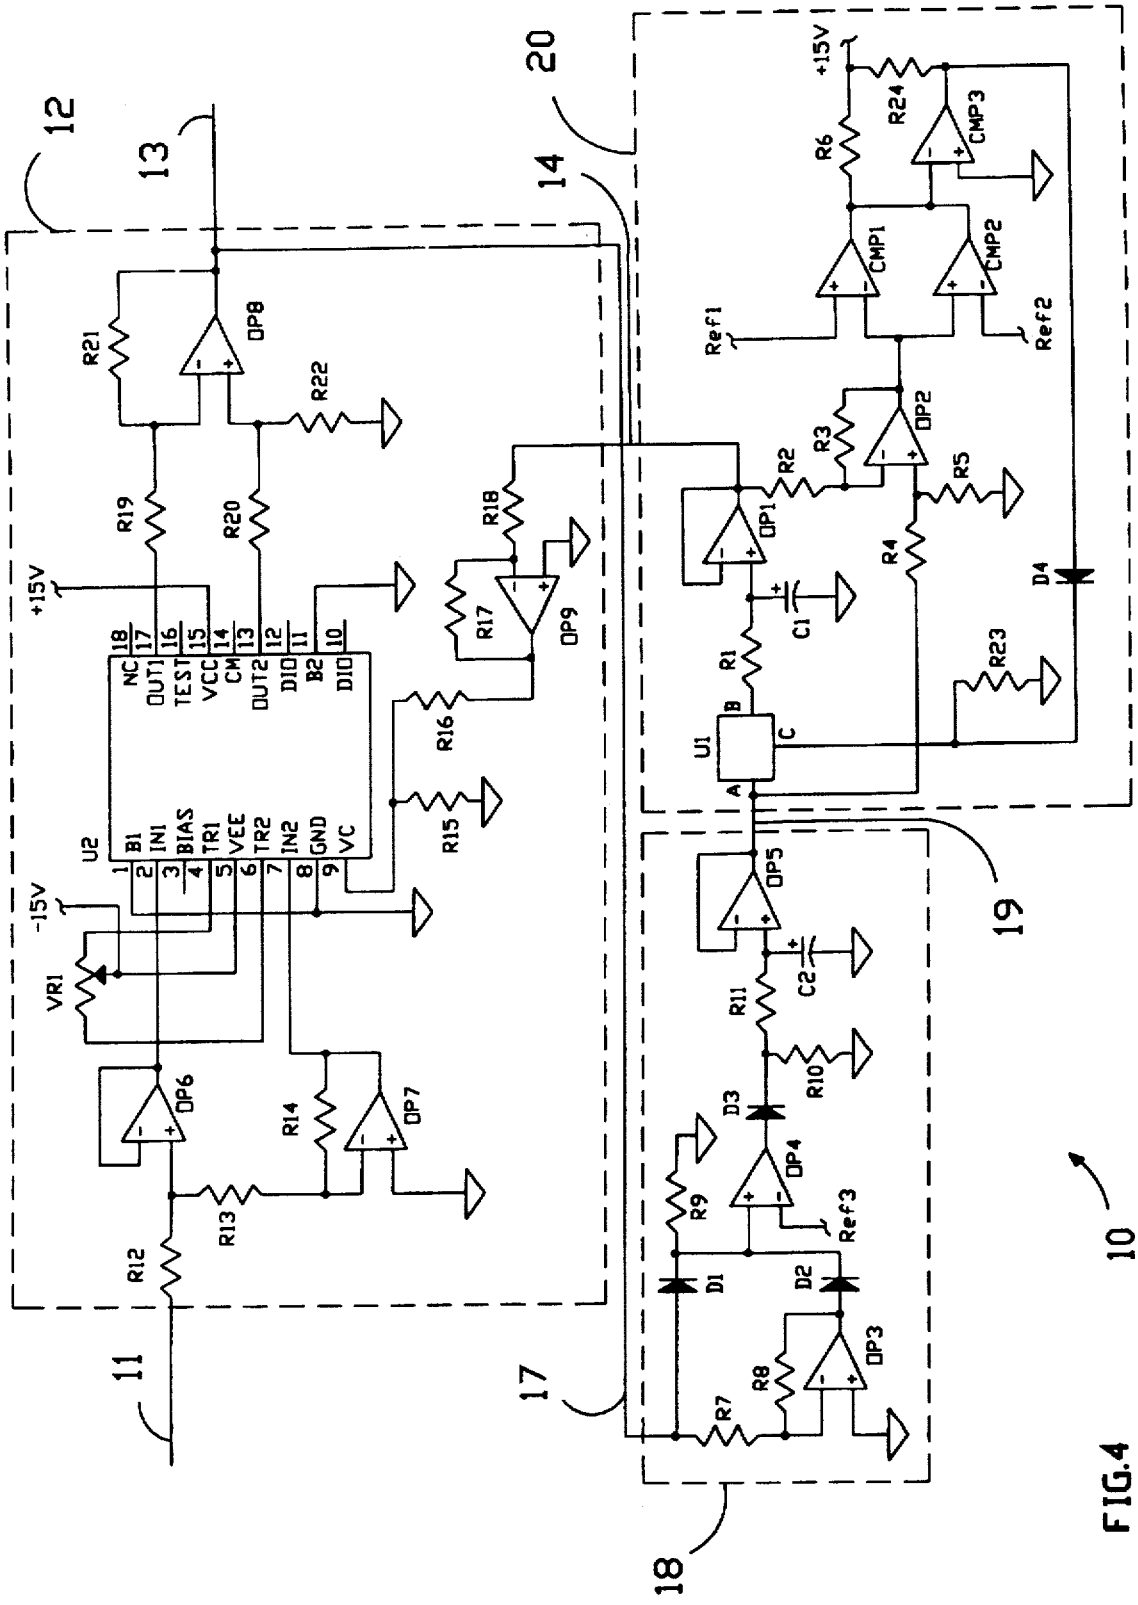 12
13
R21
OP8
R22
R19
R20
+15V
18
17
16
15
14
13
12
11
10
NC
OUT1
TEST
VCC
CM
OUT2
DIO
B2
DIO
U2
B1
IN1
BIAS
TR1
VEE
TR2
IN2
GND
VC
1
2
3
4
5
6
7
8
9
-15V
VR1
OP6
R14
OP7
R13
R12
11
R18
R17
OP9
R16
R15
14
20
+15V
R6
R24
CMP3
CMP1
CMP2
Ref1
Ref2
R3
OP2
R2
R5
R4
OP1
C1
R1
D4
R23
U1
A
B
C
19
OP5
R11
C2
R10
D3
R9
OP4
Ref3
D1
D2
R8
OP3
R7
17
18
10
FIG.4